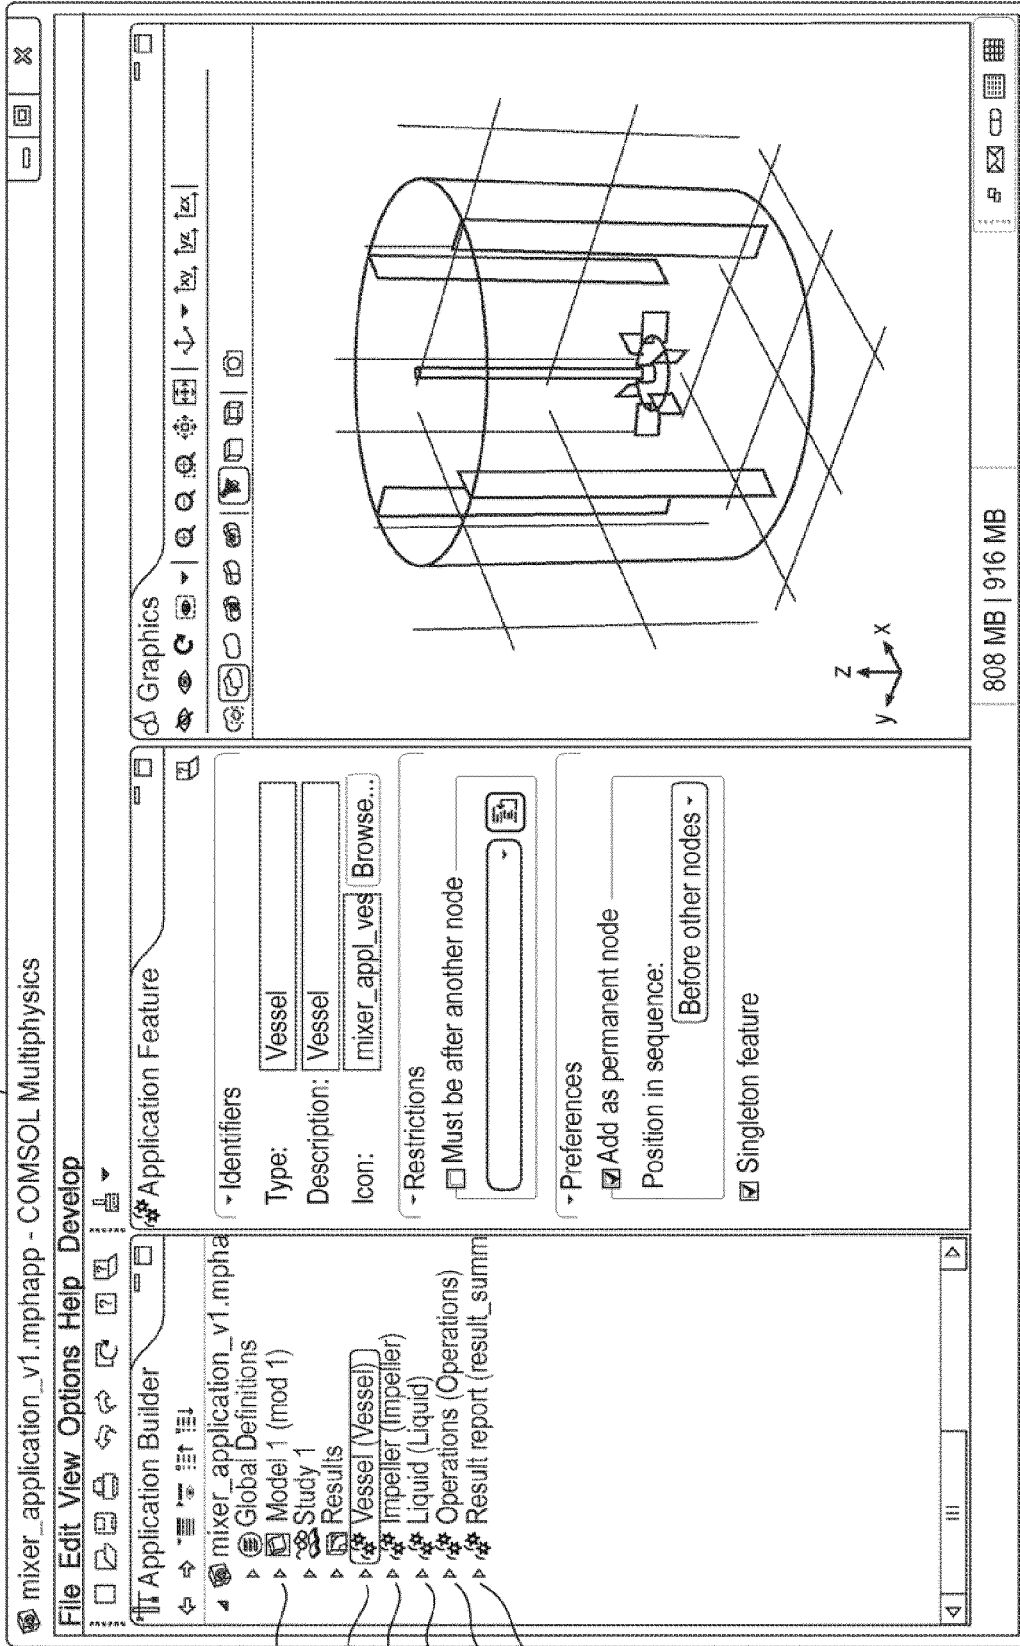 mixer_application_v1.mphapp - COMSOL Multiphysics
File Edit View Options Help Develop
Application Builder
mixer_application_v1.mpha
Global Definitions
Model 1 (mod 1)
Study 1
Results
Vessel (Vessel)
Impeller (Impeller)
Liquid (Liquid)
Operations (Operations)
Result report (result_summ
Application Feature
Identifiers
Type: Vessel
Description: Vessel
Icon: mixer_appl_ves Browse...
Restrictions
Must be after another node
Preferences
Add as permanent node
Position in sequence:
Before other nodes
Singleton feature
Graphics
xy yz zx
z
y x
808 MB | 916 MB